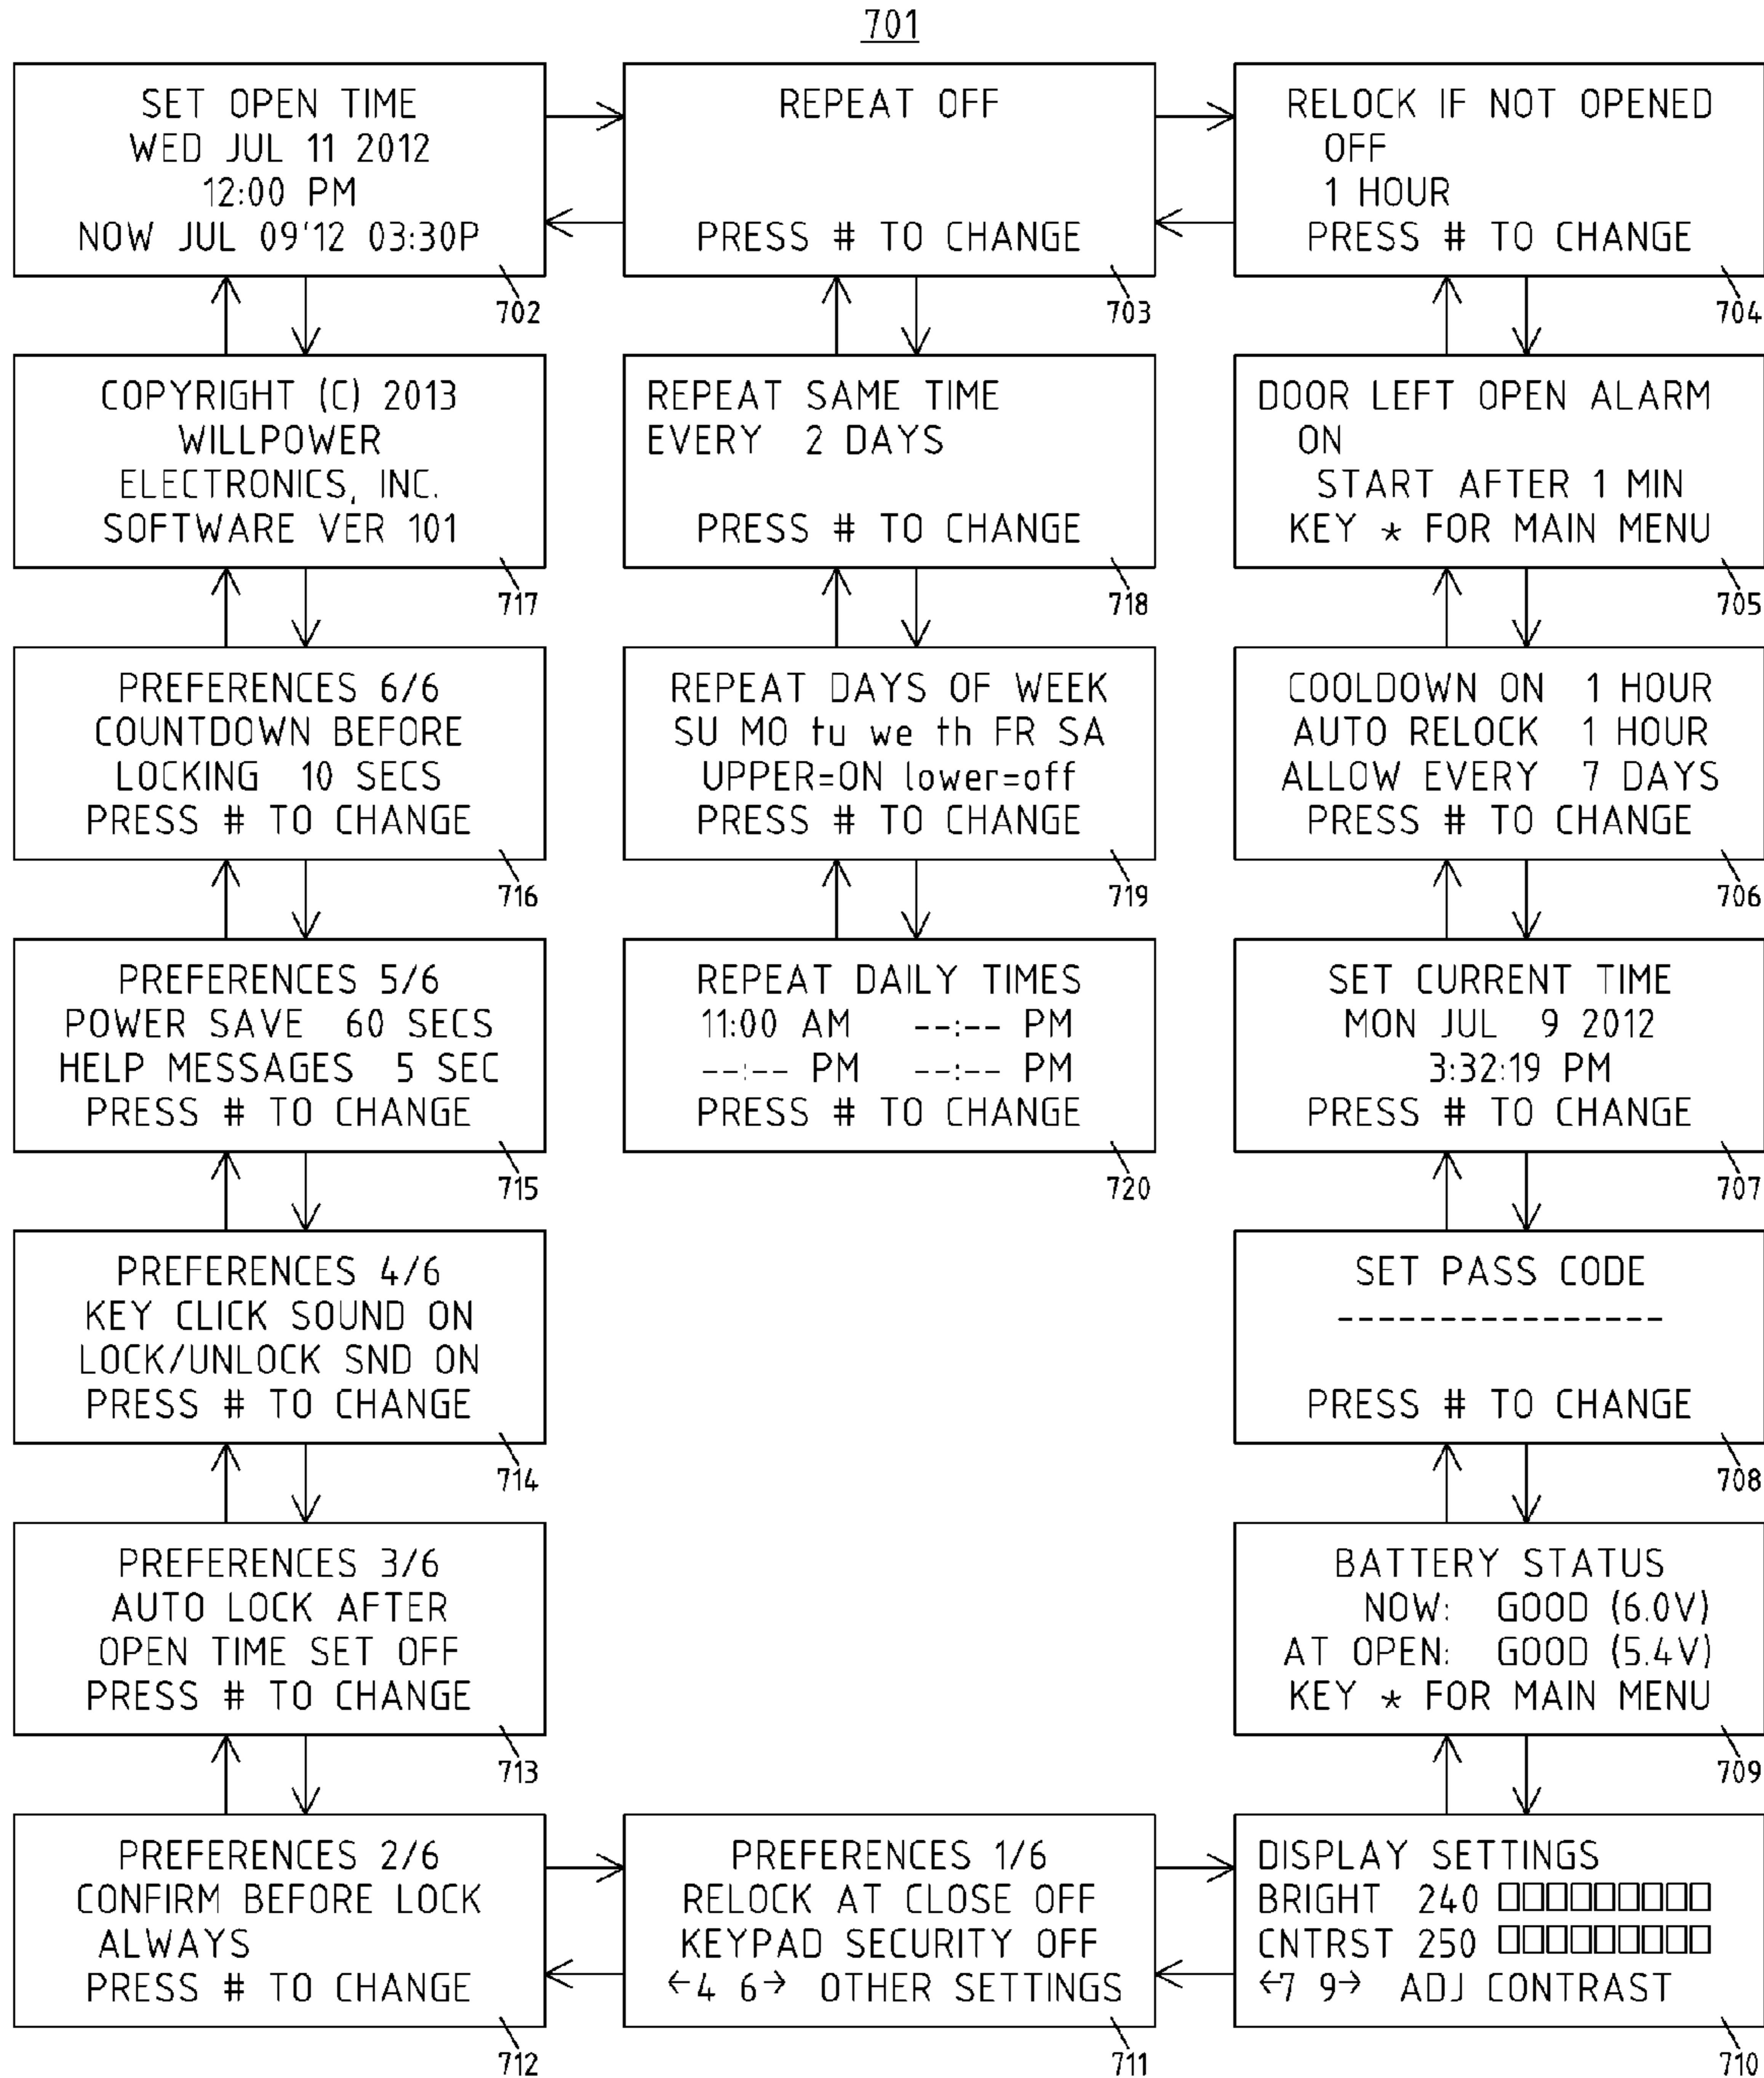 701
SET OPEN TIME
WED JUL 11 2012
12:00 PM
NOW JUL 09'12 03:30P
702
REPEAT OFF
PRESS # TO CHANGE
703
RELOCK IF NOT OPENED
OFF
1 HOUR
PRESS # TO CHANGE
704
COPYRIGHT (C) 2013
WILLPOWER
ELECTRONICS, INC.
SOFTWARE VER 101
717
REPEAT SAME TIME
EVERY 2 DAYS
PRESS # TO CHANGE
718
DOOR LEFT OPEN ALARM
ON
START AFTER 1 MIN
KEY * FOR MAIN MENU
705
PREFERENCES 6/6
COUNTDOWN BEFORE
LOCKING 10 SECS
PRESS # TO CHANGE
716
REPEAT DAYS OF WEEK
SU MO tu we th FR SA
UPPER=ON lower=off
PRESS # TO CHANGE
719
COOLDOWN ON 1 HOUR
AUTO RELOCK 1 HOUR
ALLOW EVERY 7 DAYS
PRESS # TO CHANGE
706
PREFERENCES 5/6
POWER SAVE 60 SECS
HELP MESSAGES 5 SEC
PRESS # TO CHANGE
715
REPEAT DAILY TIMES
11:00 AM --:-- PM
--:-- PM --:-- PM
PRESS # TO CHANGE
720
SET CURRENT TIME
MON JUL 9 2012
3:32:19 PM
PRESS # TO CHANGE
707
PREFERENCES 4/6
KEY CLICK SOUND ON
LOCK/UNLOCK SND ON
PRESS # TO CHANGE
714
SET PASS CODE
----------------
PRESS # TO CHANGE
708
PREFERENCES 3/6
AUTO LOCK AFTER
OPEN TIME SET OFF
PRESS # TO CHANGE
713
BATTERY STATUS
NOW: GOOD (6.0V)
AT OPEN: GOOD (5.4V)
KEY * FOR MAIN MENU
709
PREFERENCES 2/6
CONFIRM BEFORE LOCK
ALWAYS
PRESS # TO CHANGE
712
PREFERENCES 1/6
RELOCK AT CLOSE OFF
KEYPAD SECURITY OFF
←4 6→ OTHER SETTINGS
711
DISPLAY SETTINGS
BRIGHT 240 □□□□□□□□□
CNTRST 250 □□□□□□□□□
←7 9→ ADJ CONTRAST
710